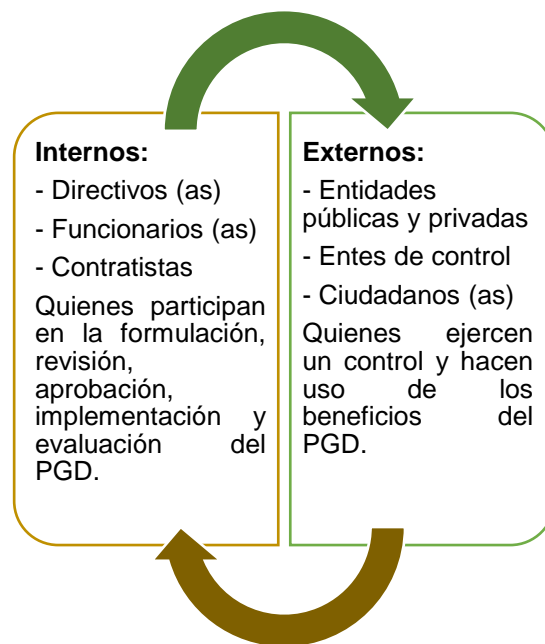 Internos:
- Directivos (as)
- Funcionarios (as)
- Contratistas
Quienes participan
en la formulación,
revisión,
aprobación,
implementación y
evaluación del
PGD.
Externos:
- Entidades
públicas y privadas
- Entes de control
- Ciudadanos (as)
Quienes ejercen
un control y hacen
uso de los
beneficios del
PGD.